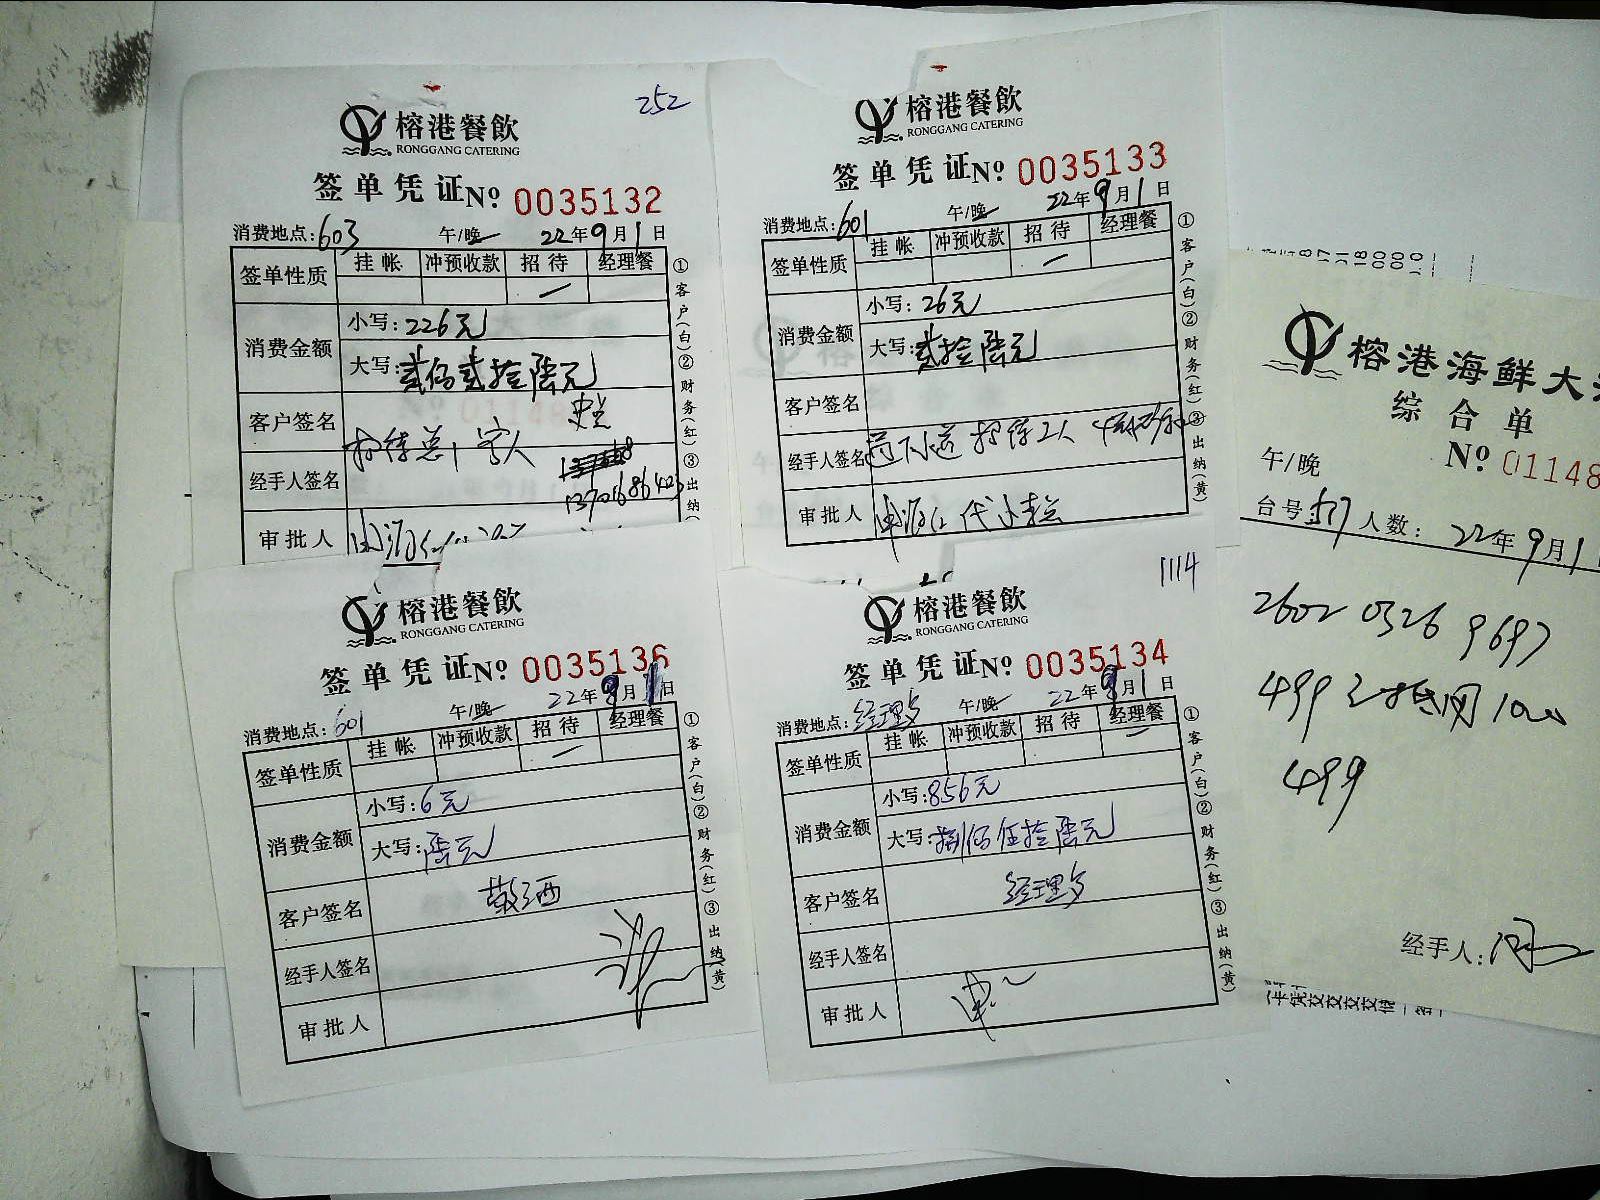 252
榕港餐飲
RONGGANG CATERING
签单凭证№ 0035132
消费地点:603 午/晚 22年9月1日
签单性质 挂帐 冲预收款 招待 经理餐
消费金额
小写:226元
大写:贰佰贰拾陆元
客户签名
经手人签名
审批人
①客户(白)②财务(红)③出纳(
榕港餐飲
RONGGANG CATERING
签单凭证№ 0035133
消费地点:601 午/晚 22年9月1日
签单性质 挂帐 冲预收款 招待 经理餐
消费金额
小写:26元
大写:贰拾陆元
客户签名
经手人签名 招待工人
审批人
①客户(白)②财务(红)③出纳(黄)
榕港餐飲
RONGGANG CATERING
签单凭证№ 0035136
消费地点:601 午/晚 22年9月1日
签单性质 挂帐 冲预收款 招待 经理餐
消费金额
小写:6元
大写:陆元
客户签名 敬酒
经手人签名
审批人
①客户(白)②财务(红)③出纳(黄)
1114
榕港餐飲
RONGGANG CATERING
签单凭证№ 0035134
消费地点: 午/晚 22年9月1日
签单性质 挂帐 冲预收款 招待 经理餐
消费金额
小写:856元
大写:捌佰伍拾陆元
客户签名
经手人签名
审批人
①客户(白)②财务(红)③出纳(黄)
榕港海鲜大
综合单
午/晚 № 01148
台号: 人数: 22年9月1
2602 0326 9697
499
499
经手人: